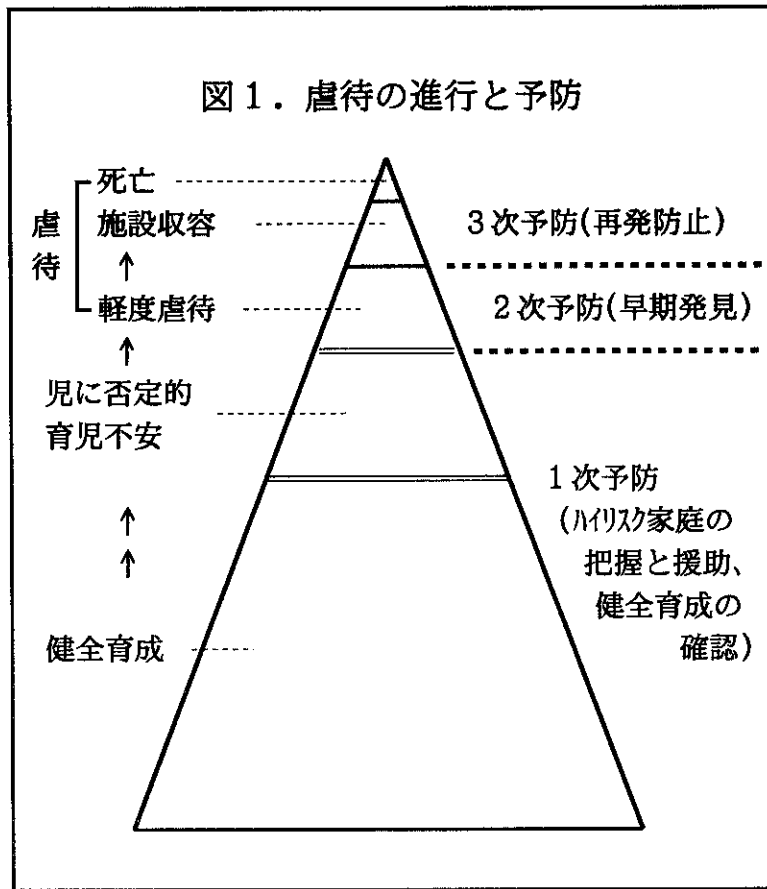 図1．虐待の進行と予防
虐待
死亡
施設収容
↑
軽度虐待
↑
児に否定的
育児不安
↑
↑
健全育成
3次予防(再発防止)
2次予防(早期発見)
1次予防
(ﾊｲﾘｽｸ家庭の
把握と援助、
健全育成の
確認)